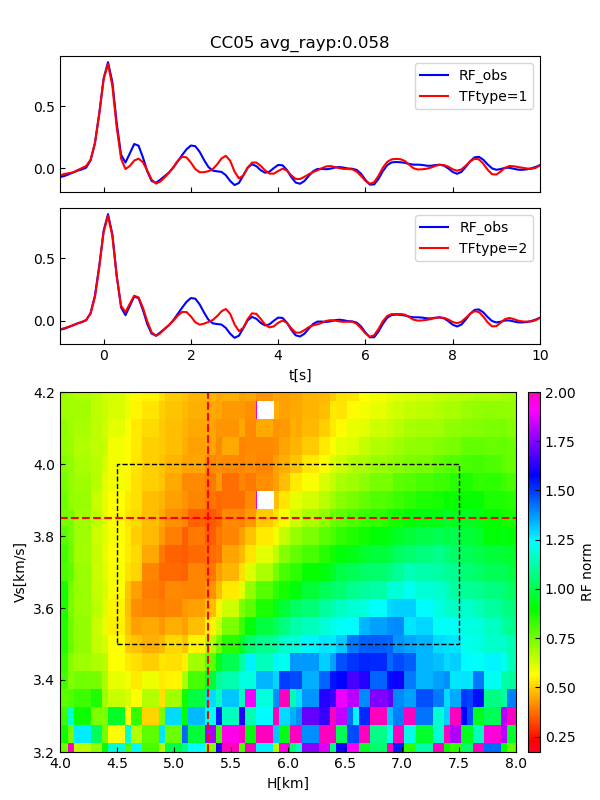 CC05 avg_rayp:0.058
0.5
0.0
RF_obs
TFtype=1
0.5
0.0
RF_obs
TFtype=2
0 2 4 6 8 10
t[s]
4.2
4.0
3.8
3.6
3.4
3.2
Vs[km/s]
4.0 4.5 5.0 5.5 6.0 6.5 7.0 7.5 8.0
H[km]
2.00
1.75
1.50
1.25
1.00
0.75
0.50
0.25
RF norm